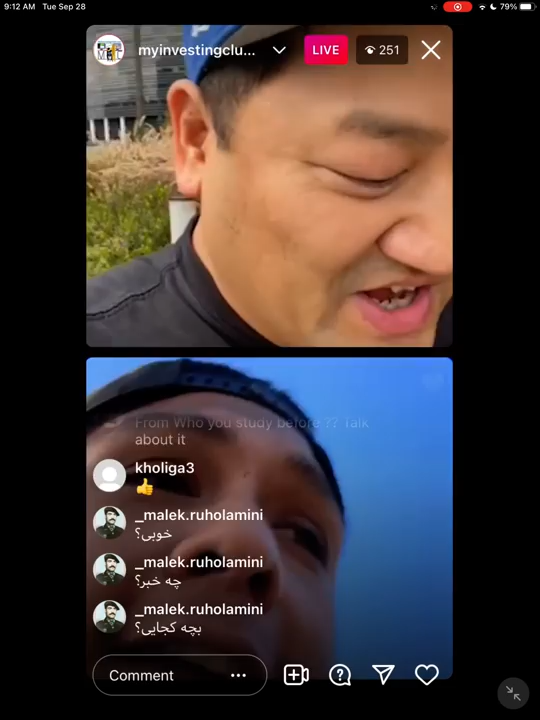 9:12 AM Tue Sep 28
79%
myinvestingclu...
LIVE
251
From Who you study before ?? Talk
about it
kholiga3
👍
_malek.ruholamini
خوبی؟
_malek.ruholamini
چه خبر؟
_malek.ruholamini
بچه کجایی؟
Comment